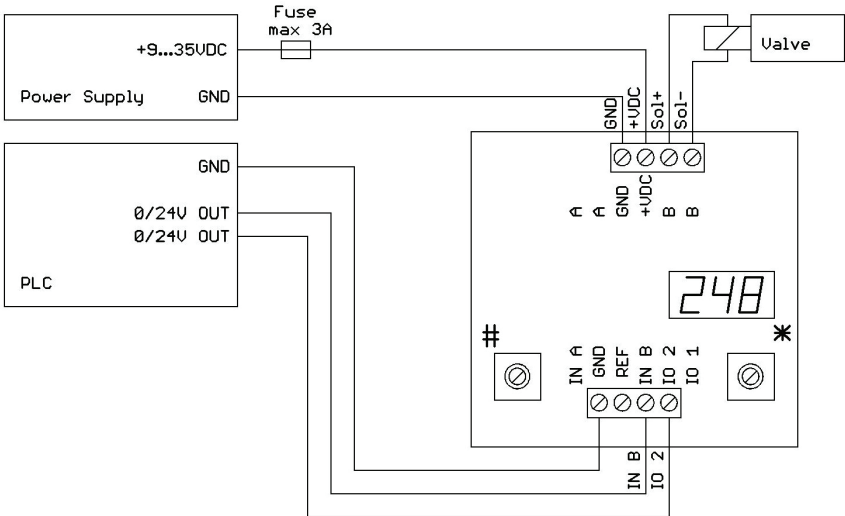 Fuse
max 3A
+9...35VDC
Power Supply
GND
Valve
GND
+VDC
Sol+
Sol-
GND
0/24V OUT
0/24V OUT
PLC
A
A
GND
+VDC
B
B
248
#
*
IN A
GND
REF
IN B
IO 2
IO 1
IN B
IO 2